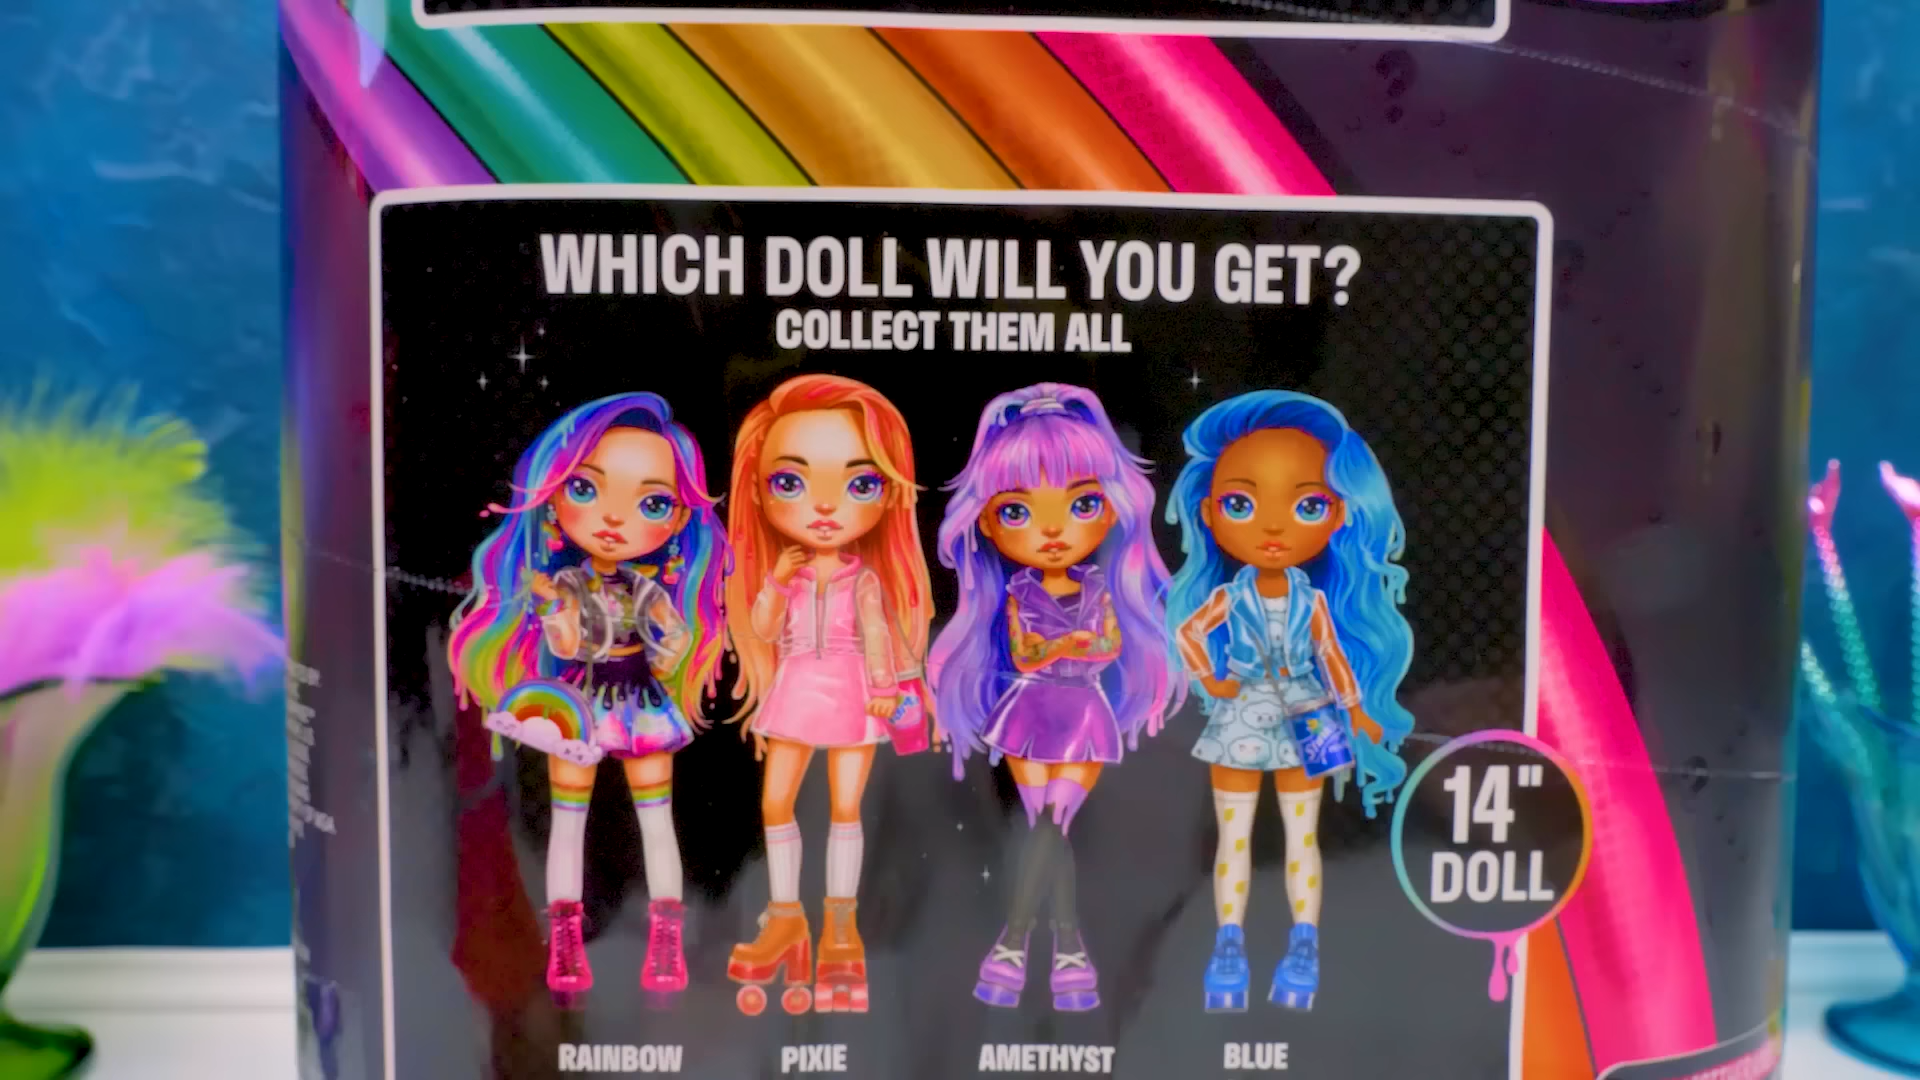 WHICH DOLL WILL YOU GET?
COLLECT THEM ALL
14"
DOLL
RAINBOW
PIXIE
AMETHYST
BLUE